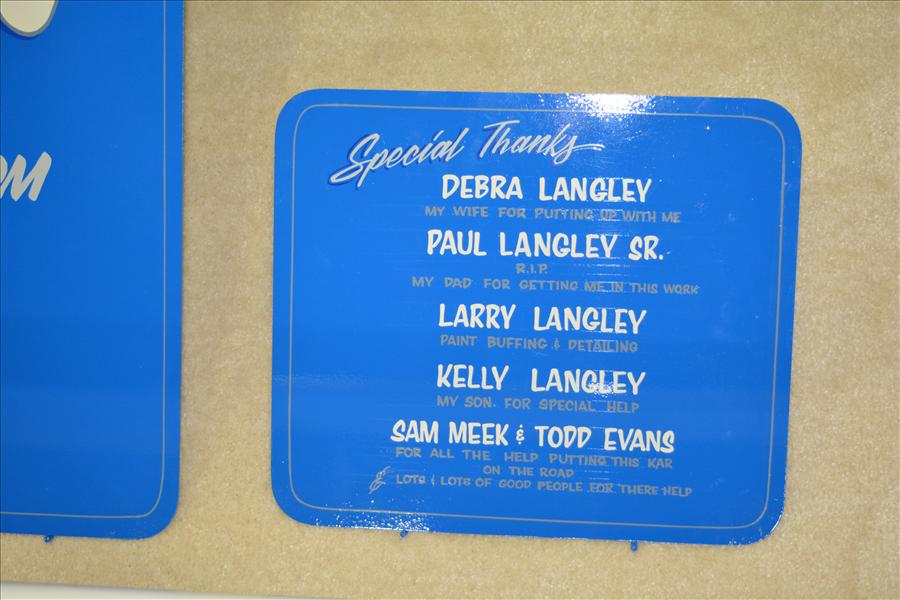 OM
Special Thanks
DEBRA LANGLEY
MY WIFE FOR PUTTING UP WITH ME
PAUL LANGLEY SR.
R.I.P.
MY DAD FOR GETTING ME IN THIS WORK
LARRY LANGLEY
PAINT BUFFING & DETAILING
KELLY LANGLEY
MY SON. FOR SPECIAL HELP
SAM MEEK & TODD EVANS
FOR ALL THE HELP PUTTING THIS KAR
ON THE ROAD
& LOTS & LOTS OF GOOD PEOPLE FOR THERE HELP